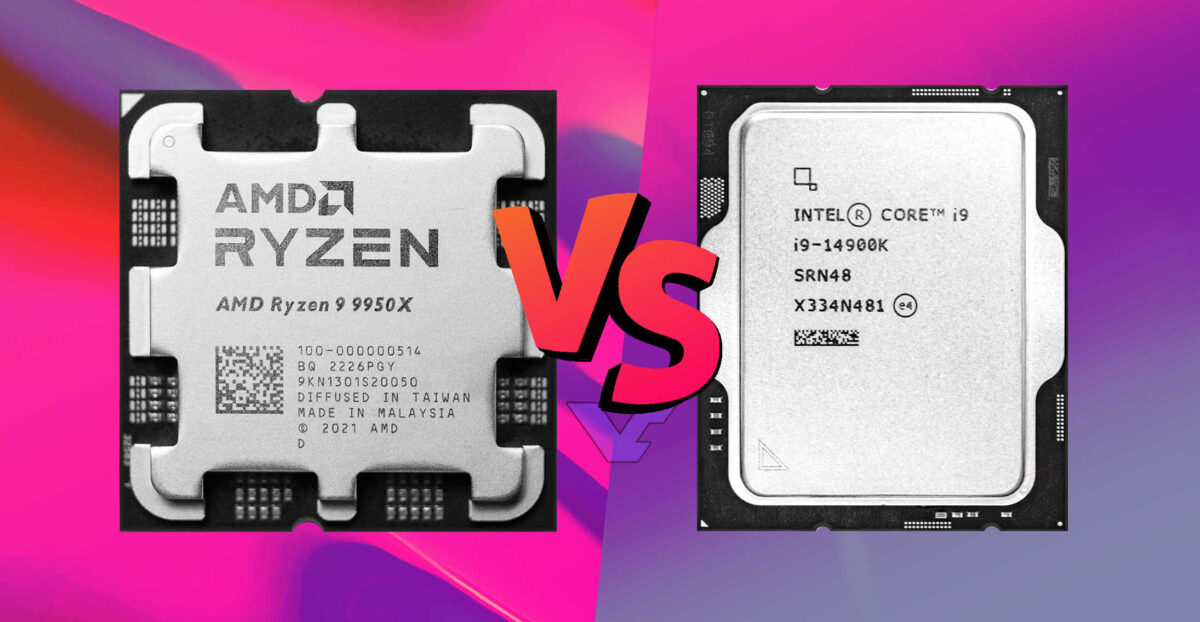 AMD
RYZEN
AMD Ryzen 9 9950X
100-000000514
BQ 2226PGY
9KN1301S20050
DIFFUSED IN TAIWAN
MADE IN MALAYSIA
© 2021 AMD
D
VS
INTEL® CORE™ i9
i9-14900K
SRN48
X334N481 e4